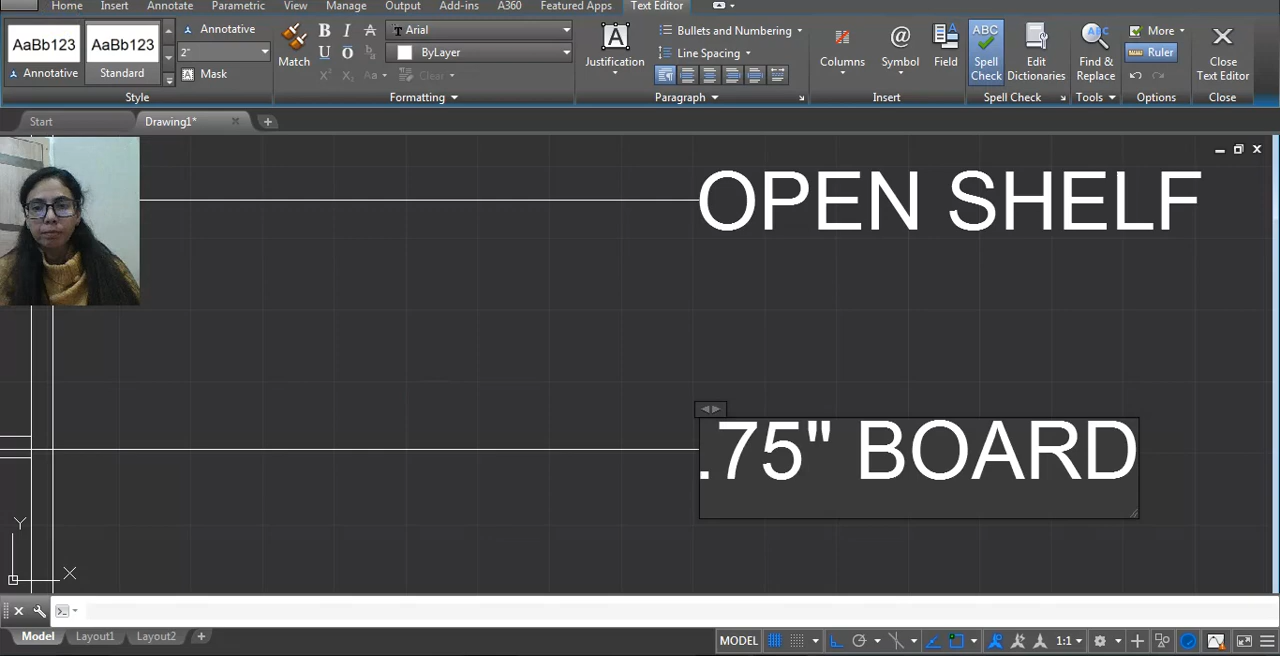 Home Insert Annotate Parametric View Manage Output Add-ins A360 Featured Apps Text Editor
AaBb123 AaBb123 Annotative B I A T Arial Bullets and Numbering More
2" U O ByLayer Line Spacing Ruler
Annotative Standard Mask Match Aa Clear Justification Columns Symbol Field Spell Check Edit Dictionaries Find & Replace Close Text Editor
Style Formatting Paragraph Insert Spell Check Tools Options Close
Start Drawing1*
OPEN SHELF
.75" BOARD
Y
X
Model Layout1 Layout2 MODEL 1:1